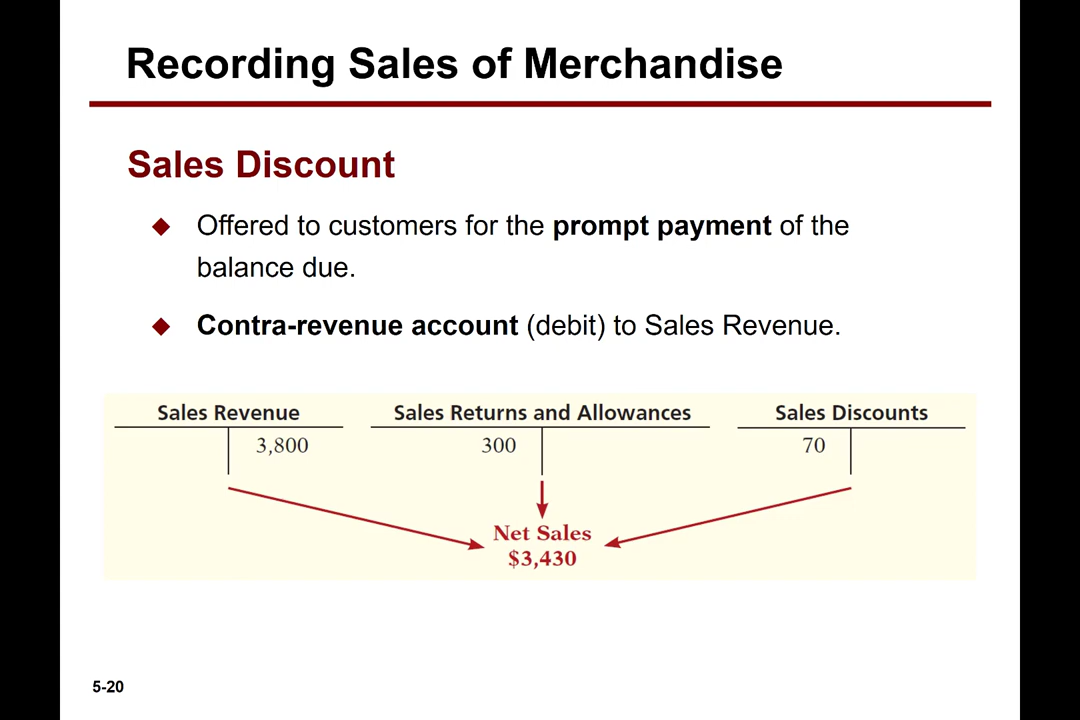 Recording Sales of Merchandise
Sales Discount
Offered to customers for the prompt payment of the
balance due.
Contra-revenue account (debit) to Sales Revenue.
Sales Revenue
3,800
Sales Returns and Allowances
300
Sales Discounts
70
Net Sales
$3,430
5-20